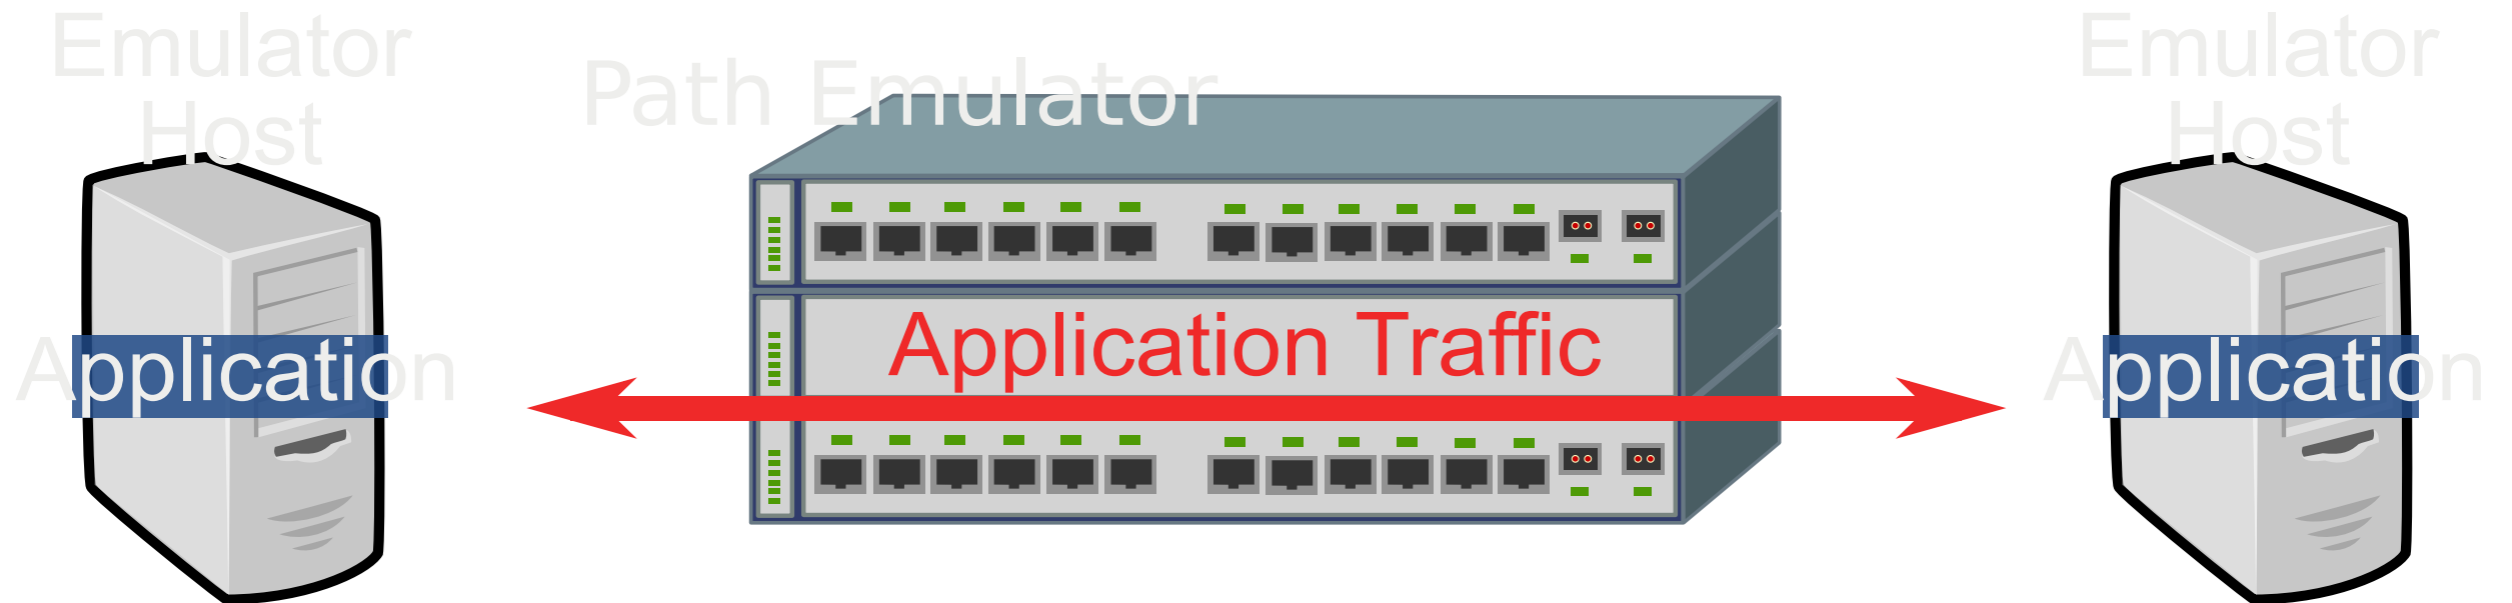 Emulator
Host
Path Emulator
Emulator
Host
Application
Application Traffic
Application